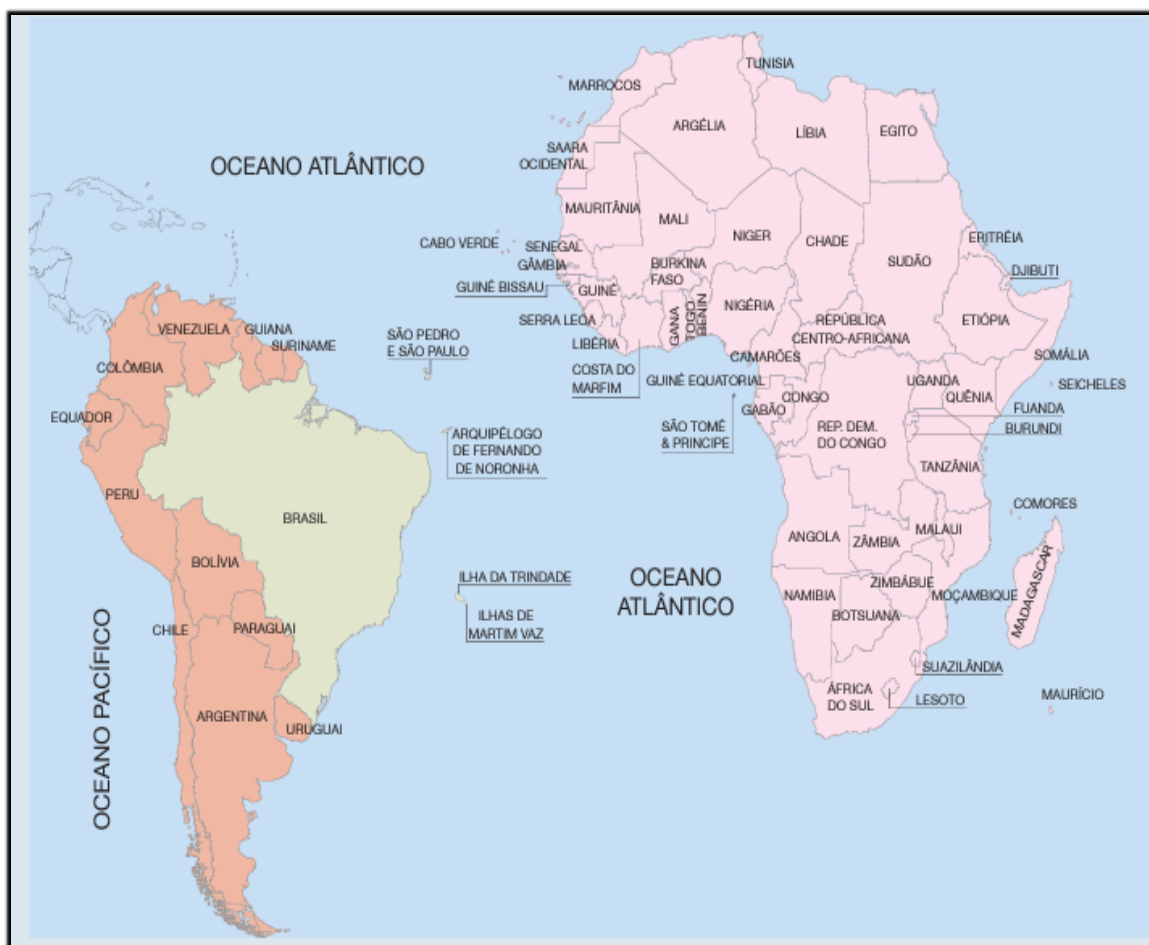 TUNISIA
MARROCOS
ARGÉLIA
LÍBIA
EGITO
OCEANO ATLÂNTICO
SAARA
OCIDENTAL
MAURITÂNIA
MALI
NIGER
CHADE
SUDÃO
ERITRÉIA
DJIBUTI
CABO VERDE
SENEGAL
GÂMBIA
GUINÉ BISSAU
GUINÉ
BURKINA
FASO
NIGÉRIA
ETIÓPIA
SERRA LEOA
LIBÉRIA
COSTA DO
MARFIM
GANA
TOGO
BENIN
REPÚBLICA
CENTRO-AFRICANA
CAMARÕES
SOMÁLIA
GUINÉ EQUATORIAL
GABÃO
CONGO
UGANDA
QUÊNIA
SEICHELES
FUANDA
BURUNDI
SÃO TOMÉ
& PRINCIPE
REP. DEM.
DO CONGO
TANZÂNIA
COMORES
ANGOLA
ZÂMBIA
MALAUI
MADAGASCAR
NAMIBIA
ZIMBÁBUE
MOÇAMBIQUE
BOTSUANA
SUAZILÂNDIA
ÁFRICA
DO SUL
LESOTO
MAURÍCIO
VENEZUELA
GUIANA
SURINAME
COLÔMBIA
SÃO PEDRO
E SÃO PAULO
EQUADOR
ARQUIPÉLOGO
DE FERNANDO
DE NORONHA
PERU
BRASIL
BOLÍVIA
ILHA DA TRINDADE
ILHAS DE
MARTIM VAZ
OCEANO
ATLÂNTICO
CHILE
PARAGUAI
OCEANO PACÍFICO
ARGENTINA
URUGUAI